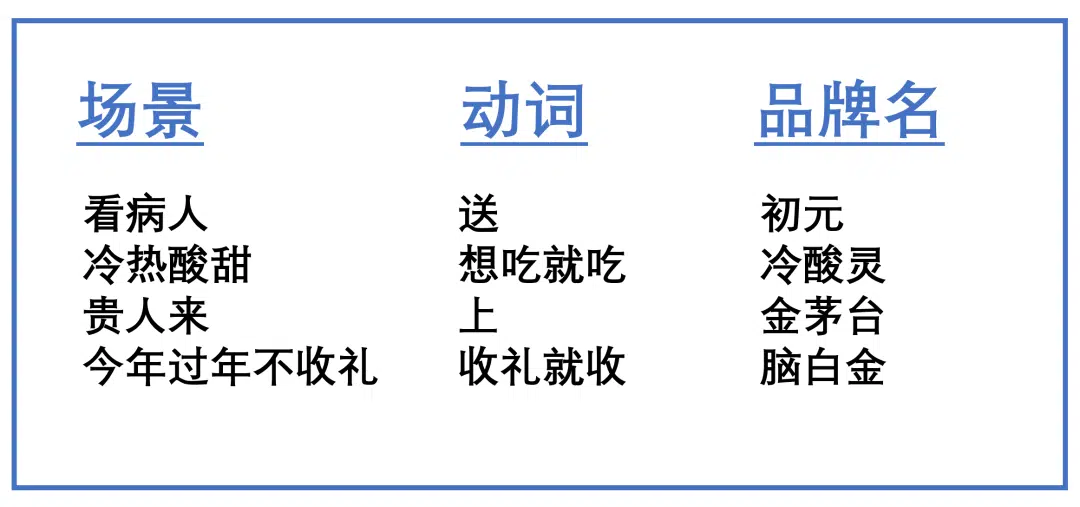 场景 动词 品牌名
看病人 送 初元
冷热酸甜 想吃就吃 冷酸灵
贵人来 上 金茅台
今年过年不收礼 收礼就收 脑白金